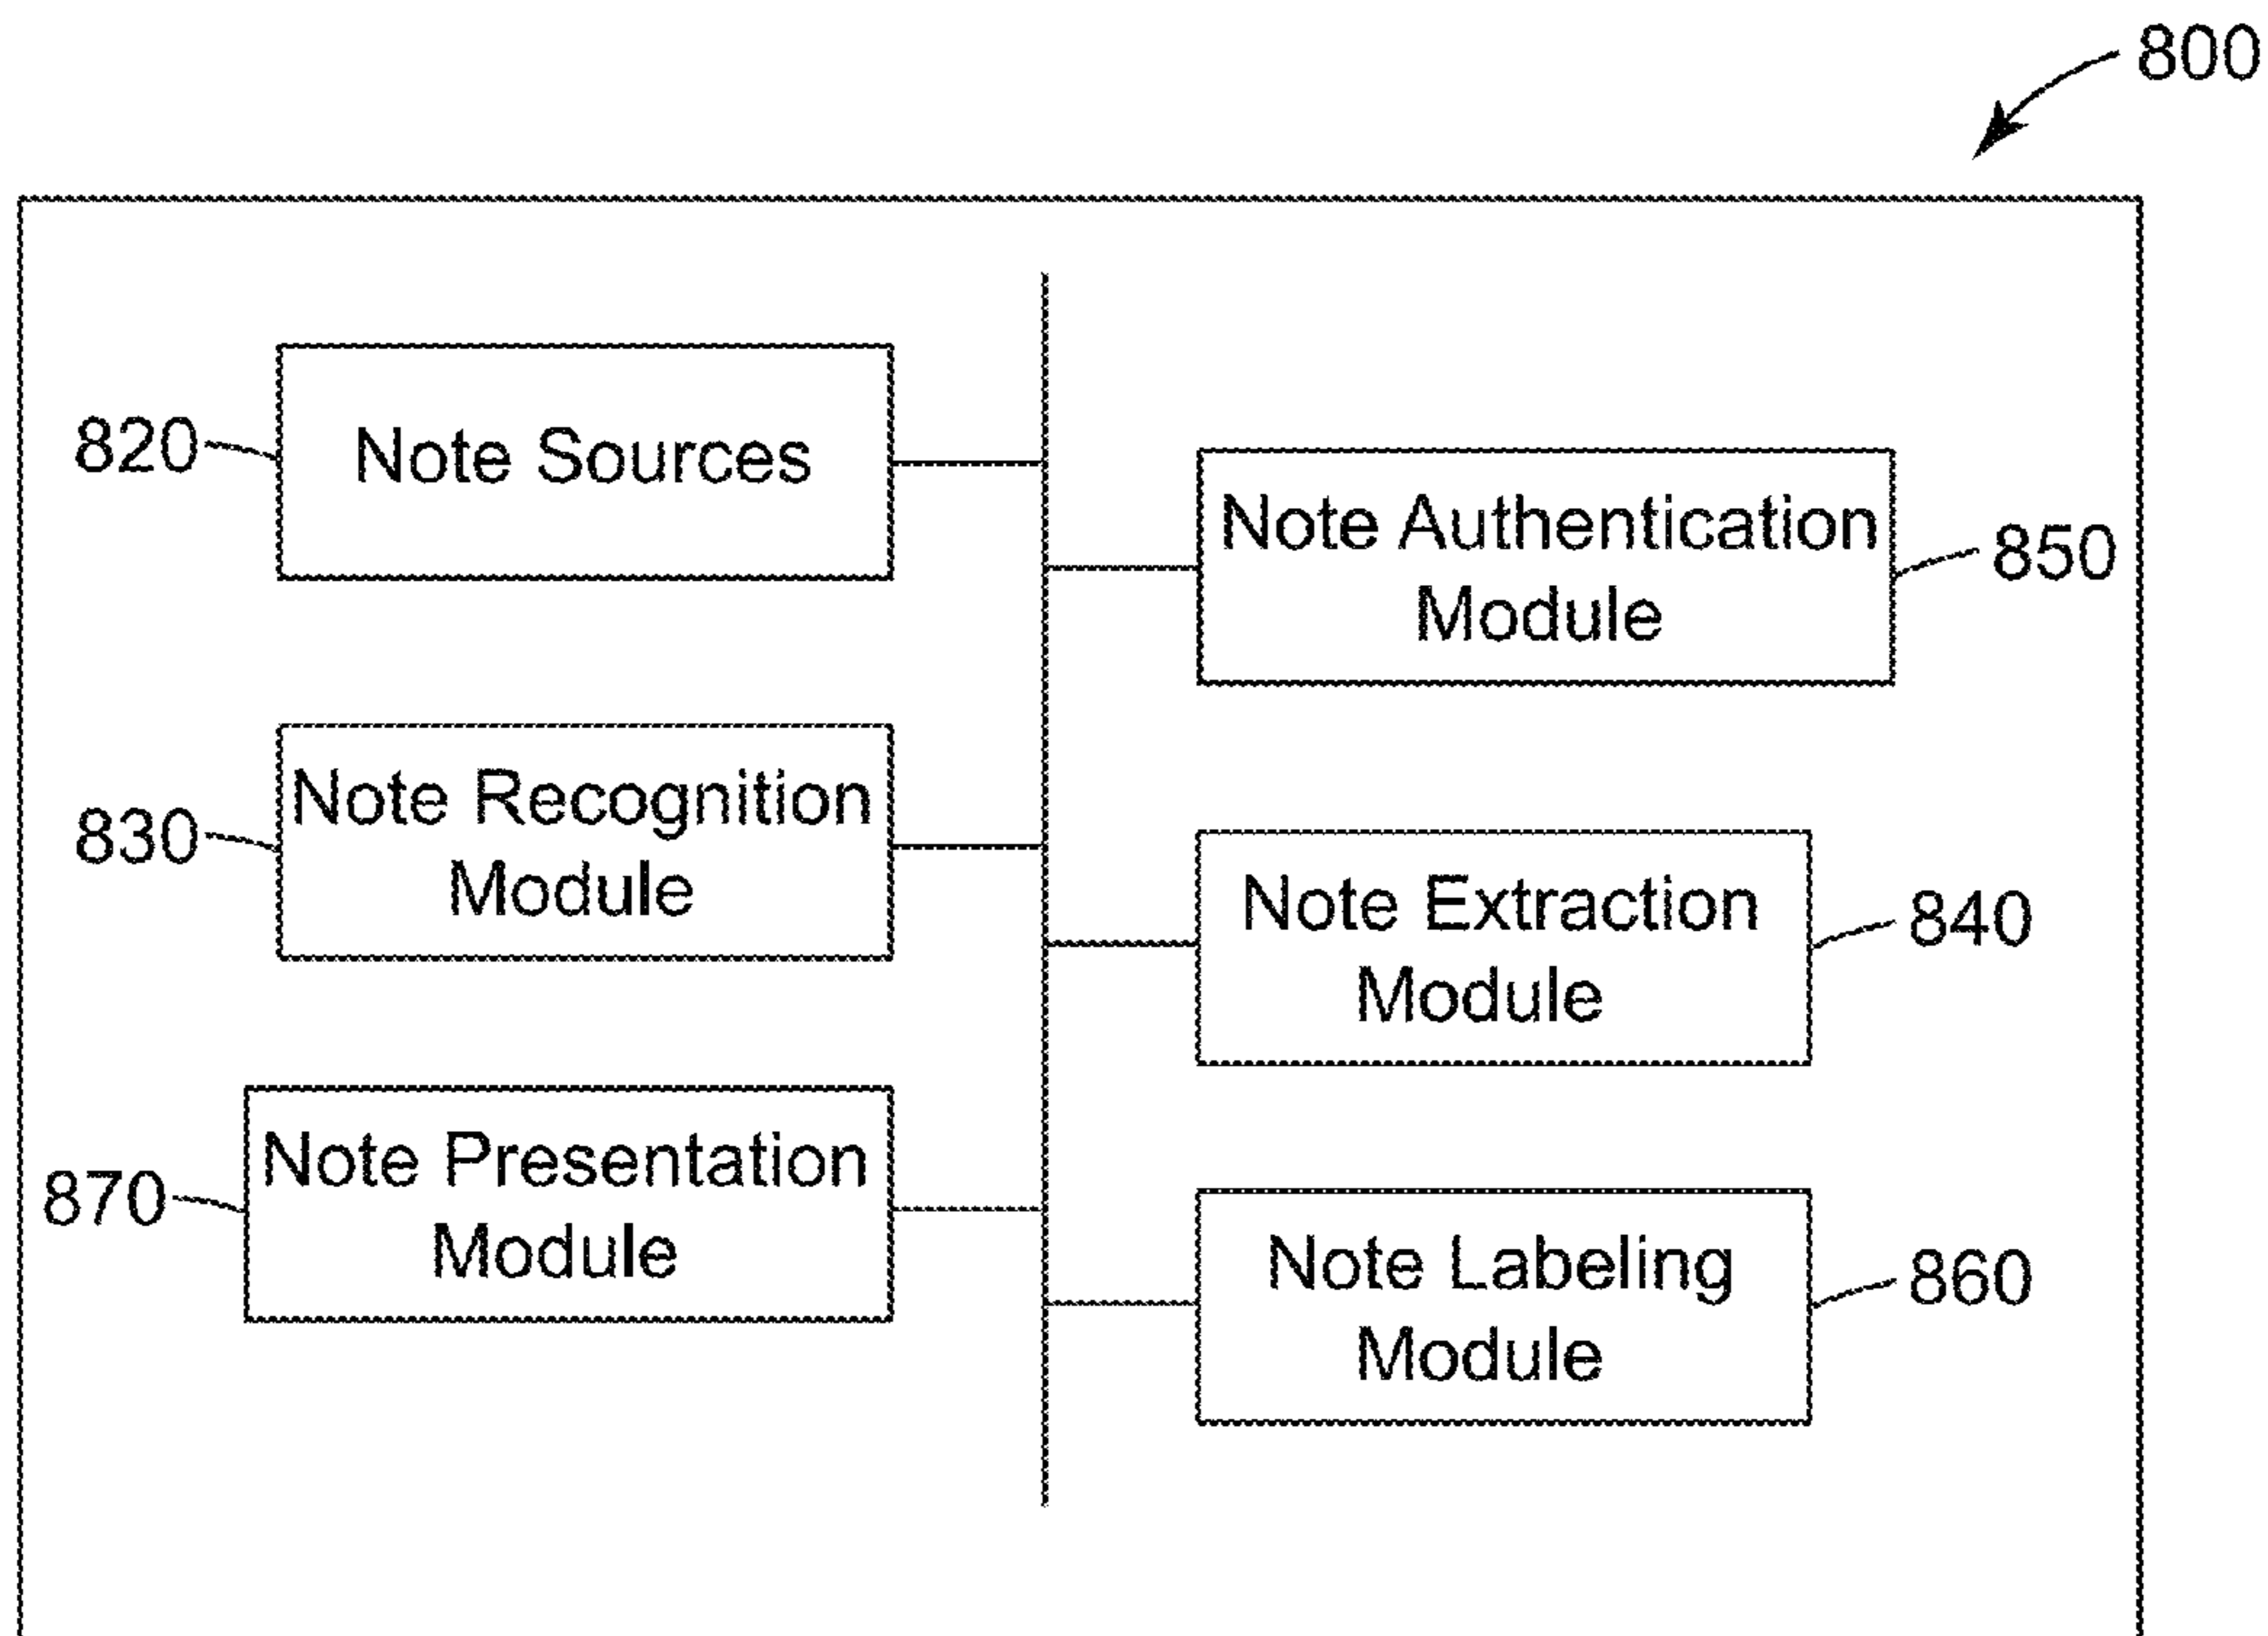 800
820
Note Sources
Note Authentication
Module
850
830
Note Recognition
Module
Note Extraction
Module
840
870
Note Presentation
Module
Note Labeling
Module
860